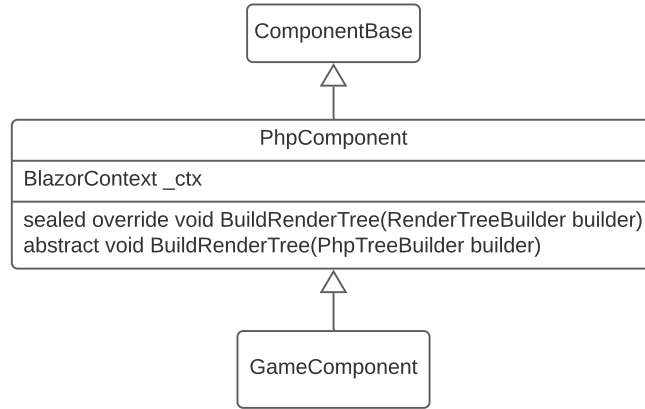 ComponentBase
PhpComponent
BlazorContext _ctx
sealed override void BuildRenderTree(RenderTreeBuilder builder)
abstract void BuildRenderTree(PhpTreeBuilder builder)
GameComponent